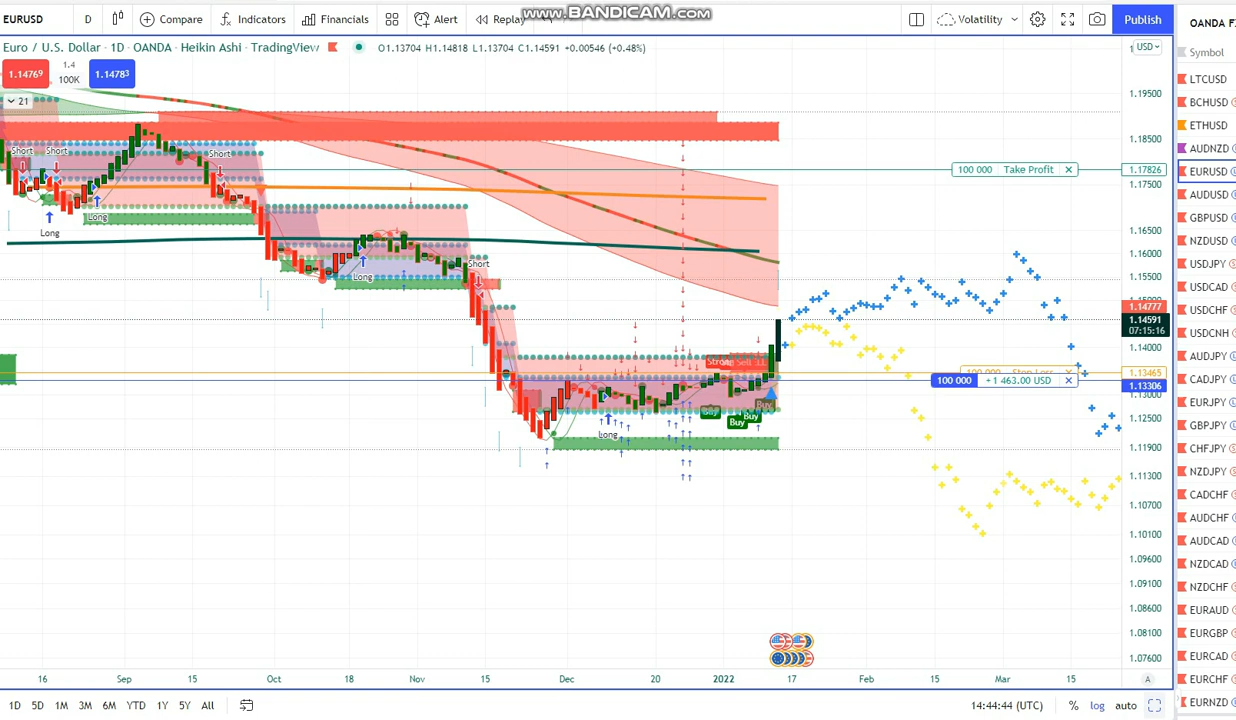 EURUSD D Compare Indicators Financials Alert Replay www.BANDICAM.com Volatility Publish OANDA F
Euro / U.S. Dollar · 1D · OANDA · Heikin Ashi · TradingView O1.13704 H1.14818 L1.13704 C1.14591 +0.00546 (+0.48%) USD
Symbol
1.14769 1.4 100K 1.14783
21
LTCUSD
BCHUSD
ETHUSD
AUDNZD
EURUSD
AUDUSD
GBPUSD
NZDUSD
USDJPY
USDCAD
USDCHF
USDCNH
AUDJPY
CADJPY
EURJPY
GBPJPY
CHFJPY
NZDJPY
CADCHF
AUDCHF
AUDCAD
NZDCAD
NZDCHF
EURAUD
EURGBP
EURCAD
EURCHF
EURNZD
1.19500
1.18500
1.17826
1.17500
1.16500
1.16000
1.15500
1.14777
1.14591
07:15:16
1.14000
1.13465
1.13306
1.13000
1.12500
1.11900
1.11300
1.10700
1.10100
1.09600
1.09100
1.08600
1.08100
1.07600
100 000 Take Profit
100 000 Stop Loss
100 000 +1 463.00 USD
Short Short Short
Long Long
Long
Short
Long
Buy
Buy Buy
16 Sep 15 Oct 18 Nov 15 Dec 20 2022 17 Feb 15 Mar 15 A
1D 5D 1M 3M 6M YTD 1Y 5Y All 14:44:44 (UTC) % log auto